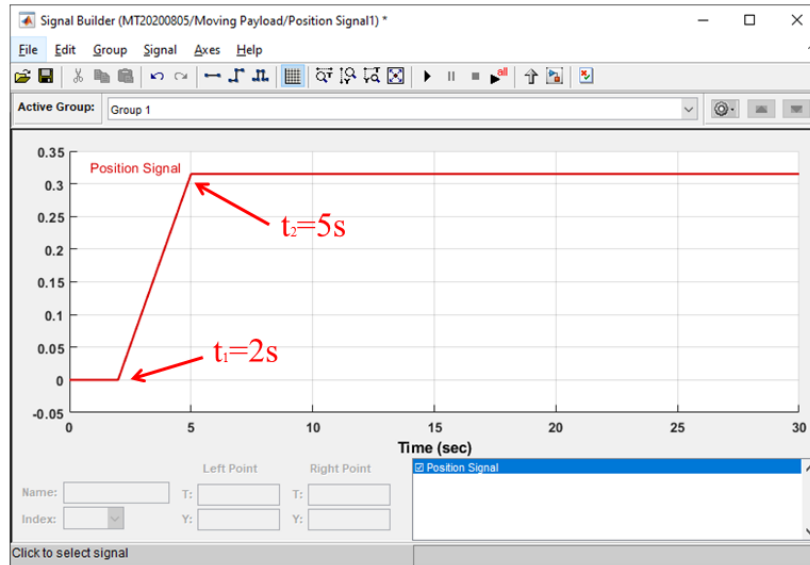 Signal Builder (MT20200805/Moving Payload/Position Signal1) *
File Edit Group Signal Axes Help
all
Active Group: Group 1
0.35
Position Signal
0.3
t₂=5s
0.25
0.2
0.15
0.1
0.05
t₁=2s
0
-0.05
0 5 10 15 20 25 30
Time (sec)
Left Point Right Point
Position Signal
Name: T: T:
Index: Y: Y:
Click to select signal